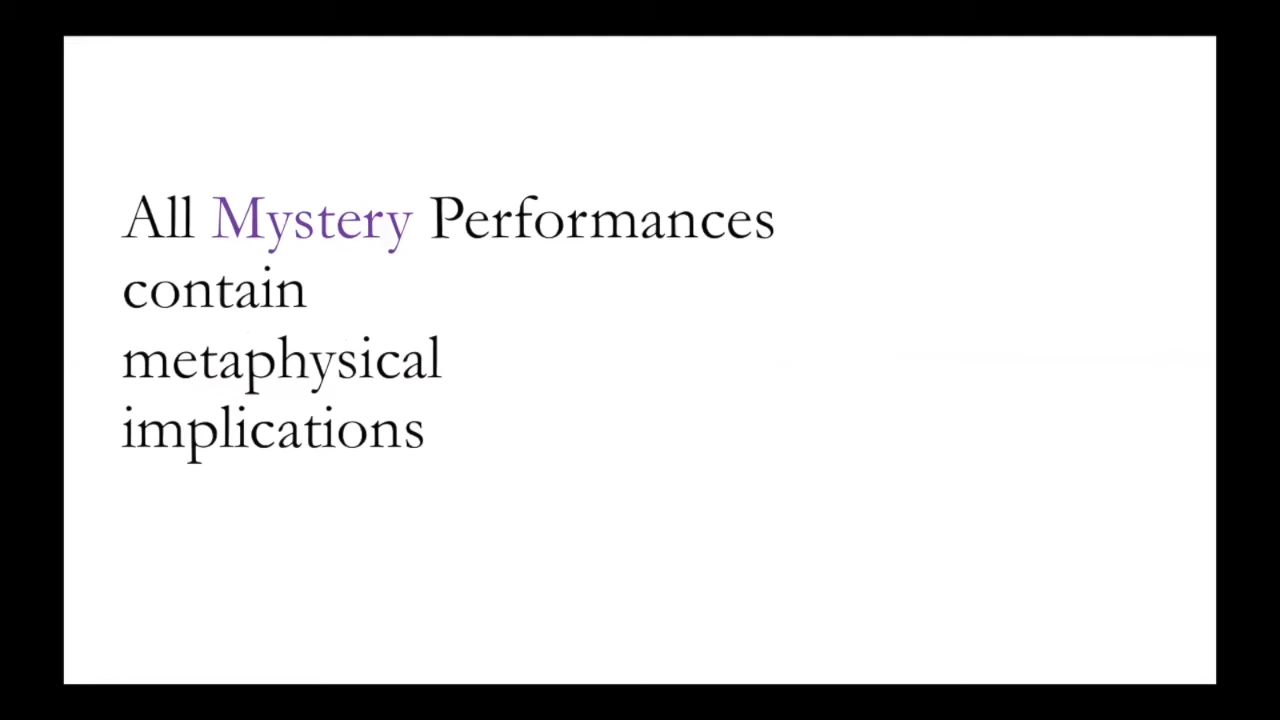 All Mystery Performances
contain
metaphysical
implications